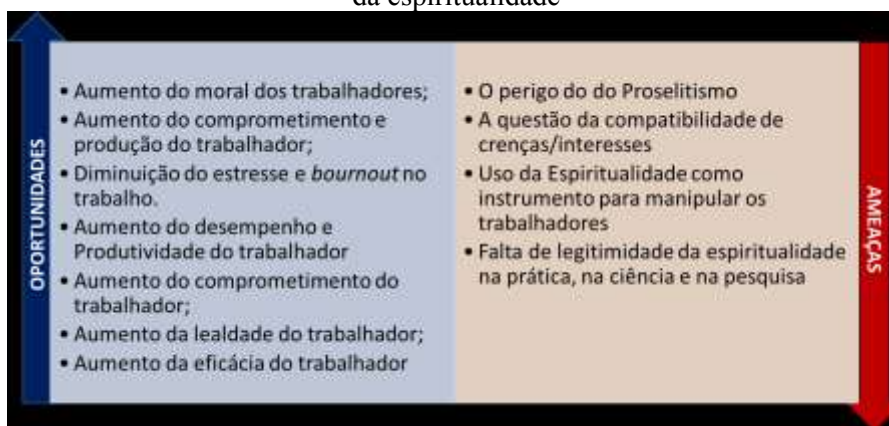 da espiritualidade
OPORTUNIDADES
• Aumento do moral dos trabalhadores;
• Aumento do comprometimento e
produção do trabalhador;
• Diminuição do estresse e bournout no
trabalho.
• Aumento do desempenho e
Produtividade do trabalhador
• Aumento do comprometimento do
trabalhador;
• Aumento da lealdade do trabalhador;
• Aumento da eficácia do trabalhador
• O perigo do do Proselitismo
• A questão da compatibilidade de
crenças/interesses
• Uso da Espiritualidade como
instrumento para manipular os
trabalhadores
• Falta de legitimidade da espiritualidade
na prática, na ciência e na pesquisa
AMEAÇAS